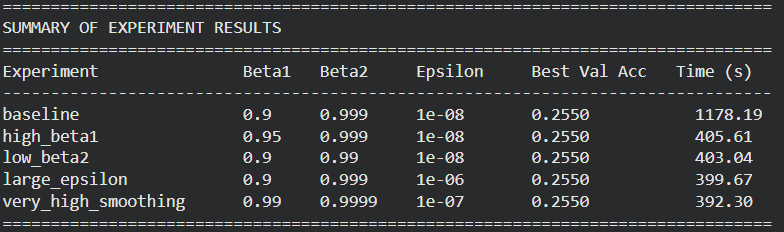 ================================================================================
SUMMARY OF EXPERIMENT RESULTS
================================================================================
Experiment               Beta1   Beta2     Epsilon     Best Val Acc   Time (s)
--------------------------------------------------------------------------------
baseline                 0.9     0.999     1e-08       0.2550         1178.19
high_beta1               0.95    0.999     1e-08       0.2550         405.61
low_beta2                0.9     0.99      1e-08       0.2550         403.04
large_epsilon            0.9     0.999     1e-06       0.2550         399.67
very_high_smoothing      0.99    0.9999    1e-07       0.2550         392.30
================================================================================